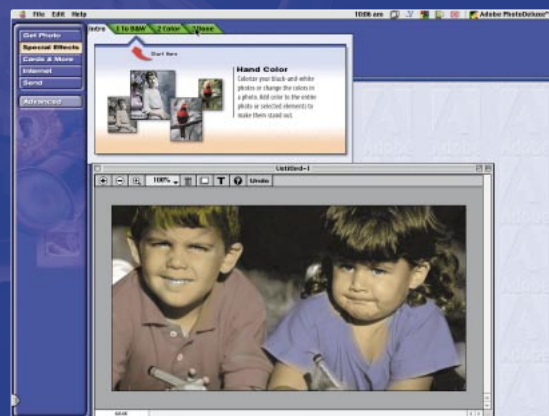 File Edit Help
10:06 am
Adobe PhotoDeluxe™
Get Photo
Special Effects
Cards & More
Internet
Send
Advanced
Intro
1 To B&W
2 Color
3 Done
Start Here
Hand Color
Colorize your black-and-white
photos or change the colors in
a photo. Add color to the entire
photo or selected elements to
make them stand out.
Untitled-1
100%
T
Undo